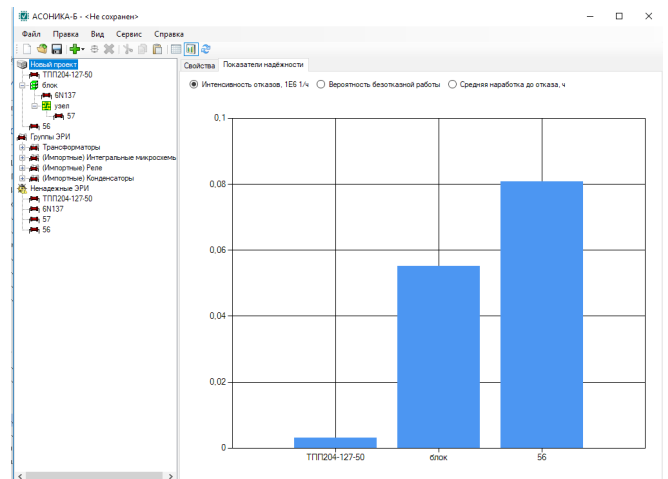 АСОНИКА-Б - <Не сохранен>
Файл Правка Вид Сервис Справка
Новый проект
ТПП204-127-50
блок
6N137
узел
57
56
Группы ЭРИ
Трансформаторы
(Импортные) Интегральные микросхемь
(Импортные) Реле
(Импортные) Конденсаторы
Ненадежные ЭРИ
ТПП204-127-50
6N137
57
56
Свойства Показатели надёжности
Интенсивность отказов, 1E6 1/ч Вероятность безотказной работы Средняя наработка до отказа, ч
0,1
0,08
0,06
0,04
0,02
0
ТПП204-127-50 блок 56